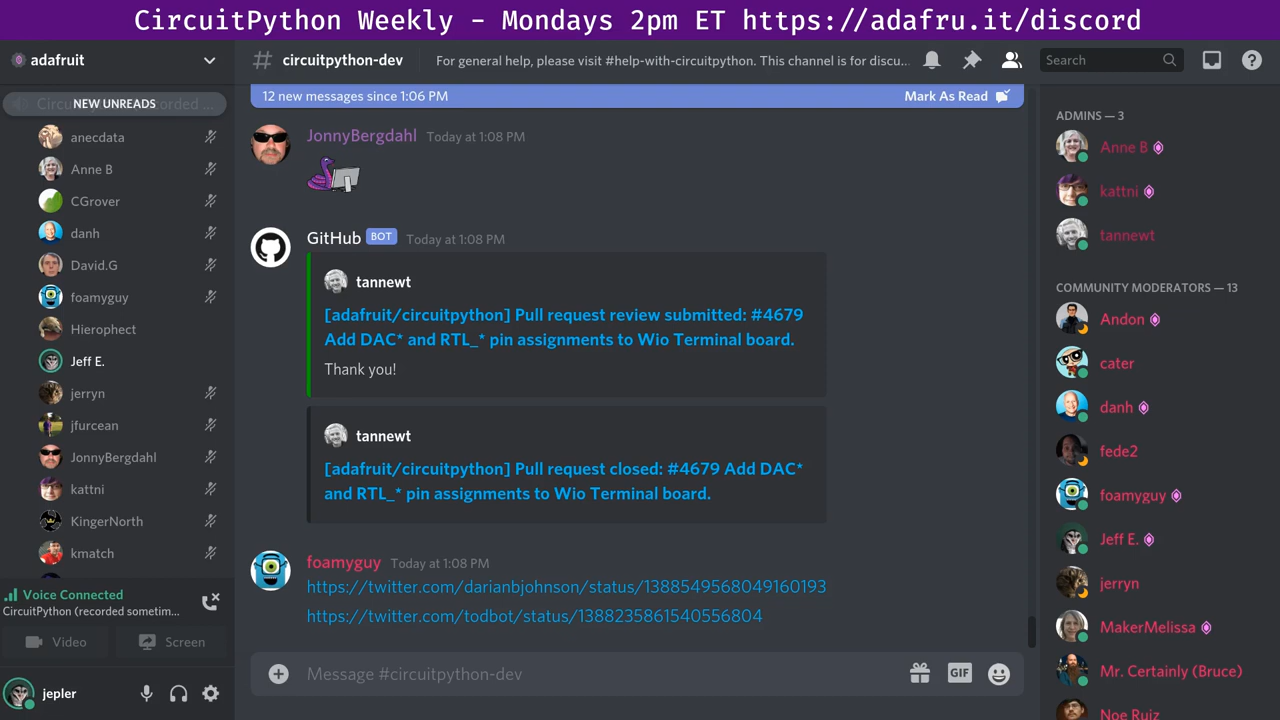 CircuitPython Weekly - Mondays 2pm ET https://adafru.it/discord
adafruit
# circuitpython-dev
For general help, please visit #help-with-circuitpython. This channel is for discu...
Search
NEW UNREADS
anecdata
Anne B
CGrover
danh
David.G
foamyguy
Hierophect
Jeff E.
jerryn
jfurcean
JonnyBergdahl
kattni
KingerNorth
kmatch
Voice Connected
CircuitPython (recorded sometim...
Video
Screen
jepler
12 new messages since 1:06 PM
Mark As Read
JonnyBergdahl Today at 1:08 PM
GitHub BOT Today at 1:08 PM
tannewt
[adafruit/circuitpython] Pull request review submitted: #4679
Add DAC* and RTL_* pin assignments to Wio Terminal board.
Thank you!
tannewt
[adafruit/circuitpython] Pull request closed: #4679 Add DAC*
and RTL_* pin assignments to Wio Terminal board.
foamyguy Today at 1:08 PM
https://twitter.com/darianbjohnson/status/1388549568049160193
https://twitter.com/todbot/status/1388235861540556804
Message #circuitpython-dev
GIF
ADMINS — 3
Anne B
kattni
tannewt
COMMUNITY MODERATORS — 13
Andon
cater
danh
fede2
foamyguy
Jeff E.
jerryn
MakerMelissa
Mr. Certainly (Bruce)
Noe Ruiz